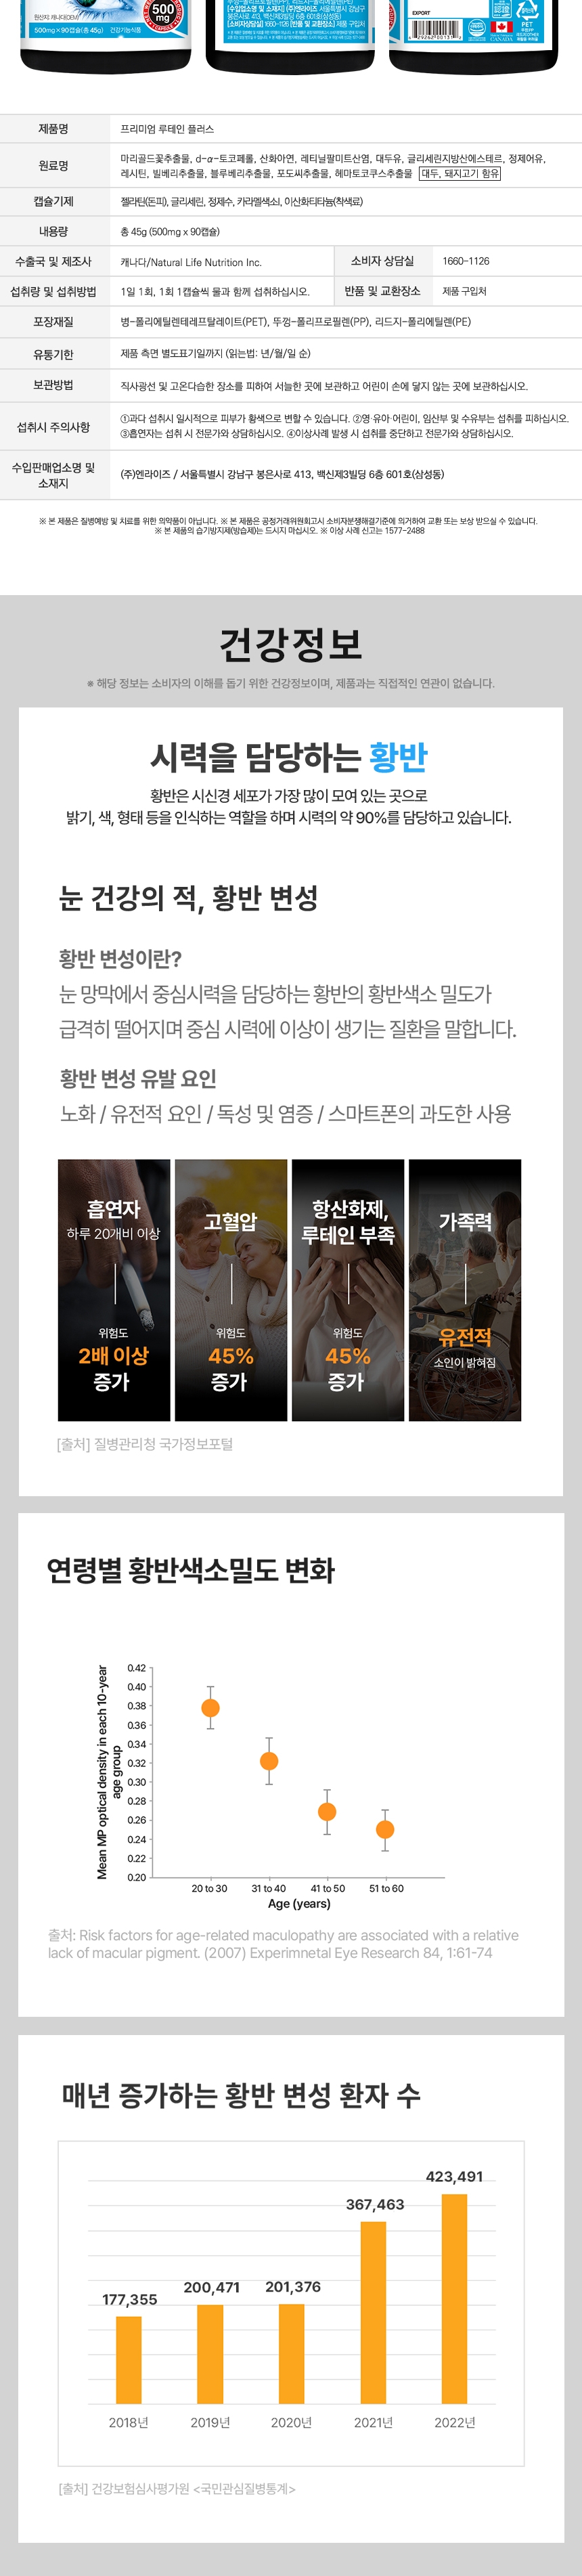 원산지: 캐나다(OEM)
500mg×90캡슐(총 45g) 건강기능식품
500
mg
EXPORT
CANADA
PET
제품명
프리미엄 루테인 플러스
원료명
마리골드꽃추출물, d-α-토코페롤, 산화아연, 레티닐팔미트산염, 대두유, 글리세린지방산에스테르, 정제어유,
레시틴, 빌베리추출물, 블루베리추출물, 포도씨추출물, 헤마토코쿠스추출물 대두, 돼지고기 함유
캡슐기제
젤라틴(돈피), 글리세린, 정제수, 카라멜색소I, 이산화티타늄(착색료)
내용량
총 45g (500mg x 90캡슐)
수출국 및 제조사
캐나다/Natural Life Nutrition Inc.
소비자 상담실
1660-1126
섭취량 및 섭취방법
1일 1회, 1회 1캡슐씩 물과 함께 섭취하십시오.
반품 및 교환장소
제품 구입처
포장재질
병-폴리에틸렌테레프탈레이트(PET), 뚜껑-폴리프로필렌(PP), 리드지-폴리에틸렌(PE)
유통기한
제품 측면 별도표기일까지 (읽는법: 년/월/일 순)
보관방법
직사광선 및 고온다습한 장소를 피하여 서늘한 곳에 보관하고 어린이 손에 닿지 않는 곳에 보관하십시오.
섭취시 주의사항
①과다 섭취시 일시적으로 피부가 황색으로 변할 수 있습니다. ②영·유아·어린이, 임산부 및 수유부는 섭취를 피하십시오.
③흡연자는 섭취 시 전문가와 상담하십시오. ④이상사례 발생 시 섭취를 중단하고 전문가와 상담하십시오.
수입판매업소명 및
소재지
(주)엔라이즈 / 서울특별시 강남구 봉은사로 413, 백신제3빌딩 6층 601호(삼성동)
※ 본 제품은 질병예방 및 치료를 위한 의약품이 아닙니다. ※ 본 제품은 공정거래위원회고시 소비자분쟁해결기준에 의거하여 교환 또는 보상 받으실 수 있습니다.
※ 본 제품의 습기방지제(방습제)는 드시지 마십시오. ※ 이상 사례 신고는 1577-2488
건강정보
※ 해당 정보는 소비자의 이해를 돕기 위한 건강정보이며, 제품과는 직접적인 연관이 없습니다.
시력을 담당하는 황반
황반은 시신경 세포가 가장 많이 모여 있는 곳으로
밝기, 색, 형태 등을 인식하는 역할을 하며 시력의 약 90%를 담당하고 있습니다.
눈 건강의 적, 황반 변성
황반 변성이란?
눈 망막에서 중심시력을 담당하는 황반의 황반색소 밀도가
급격히 떨어지며 중심 시력에 이상이 생기는 질환을 말합니다.
황반 변성 유발 요인
노화 / 유전적 요인 / 독성 및 염증 / 스마트폰의 과도한 사용
흡연자
하루 20개비 이상
위험도
2배 이상
증가
고혈압
위험도
45%
증가
항산화제,
루테인 부족
위험도
45%
증가
가족력
유전적
소인이 밝혀짐
[출처] 질병관리청 국가정보포털
연령별 황반색소밀도 변화
Mean MP optical density in each 10-year
age group
0.42
0.40
0.38
0.36
0.34
0.32
0.30
0.28
0.26
0.24
0.22
0.20
20 to 30 31 to 40 41 to 50 51 to 60
Age (years)
출처: Risk factors for age-related maculopathy are associated with a relative
lack of macular pigment. (2007) Experimnetal Eye Research 84, 1:61-74
매년 증가하는 황반 변성 환자 수
177,355
200,471
201,376
367,463
423,491
2018년 2019년 2020년 2021년 2022년
[출처] 건강보험심사평가원 <국민관심질병통계>